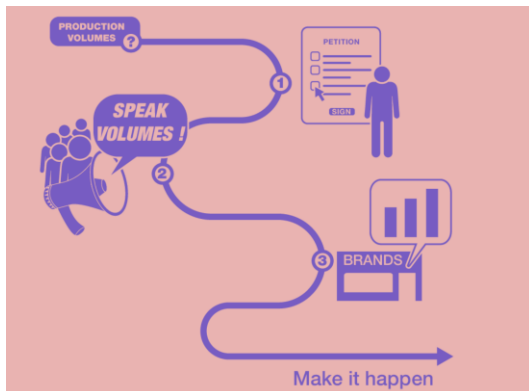 PRODUCTION
VOLUMES
?
PETITION
1
SIGN
SPEAK
VOLUMES !
2
3
BRANDS
Make it happen